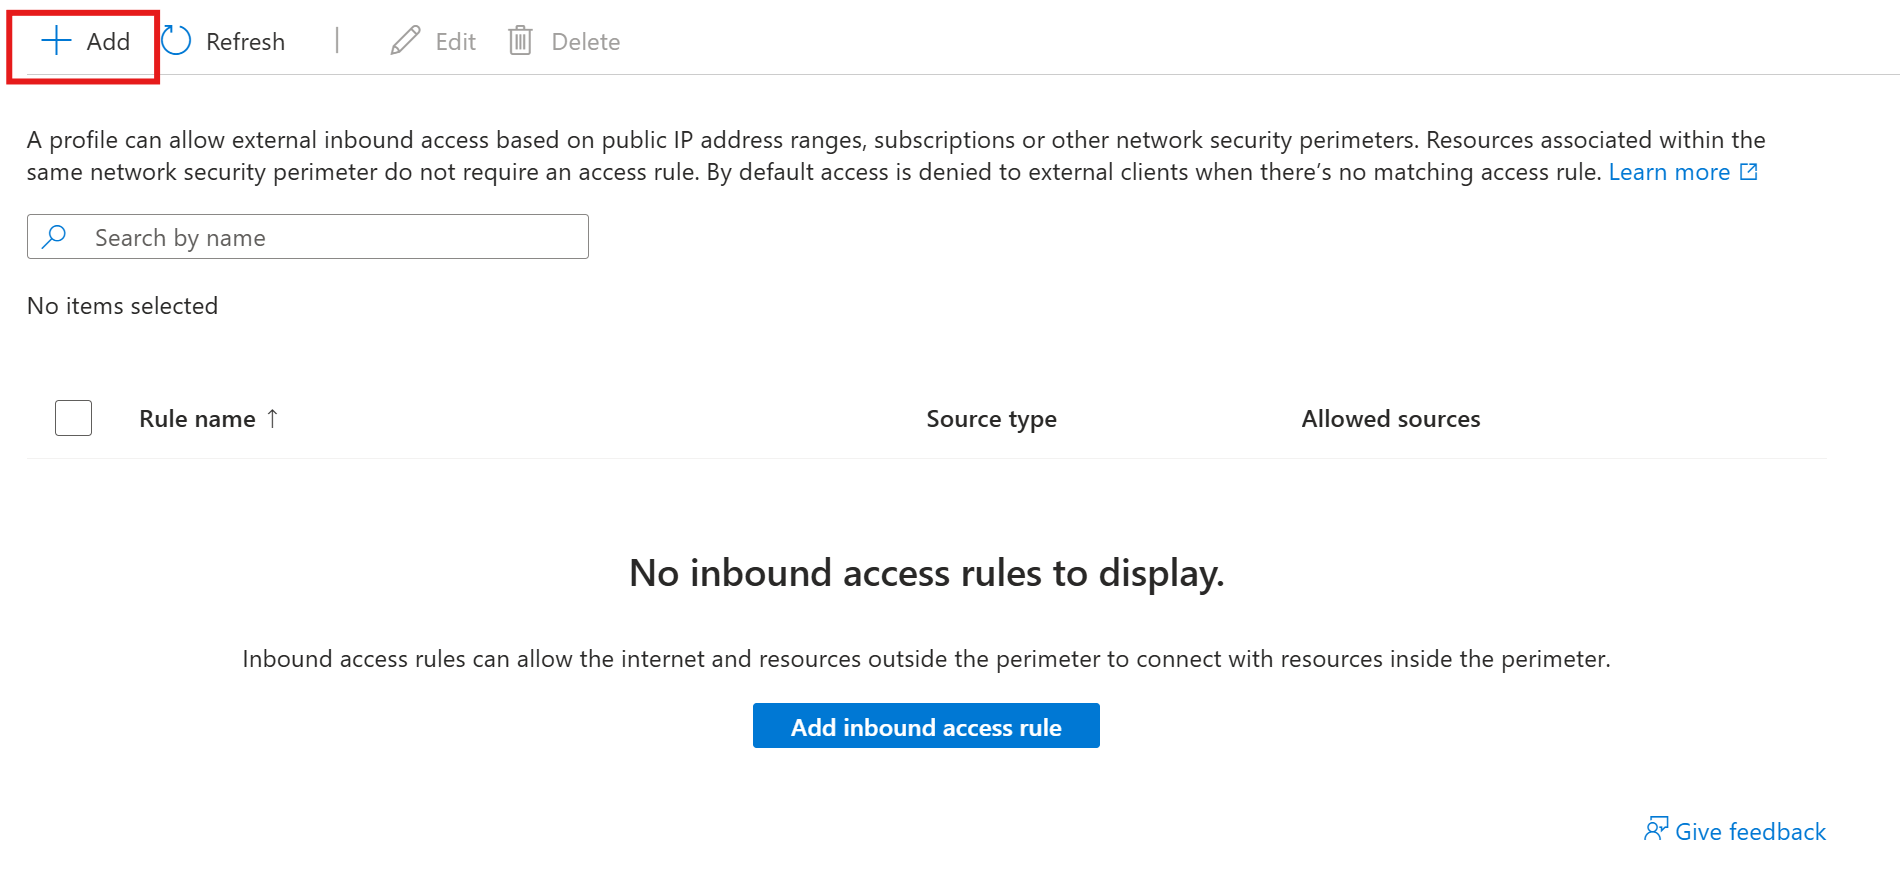 Add Refresh | Edit Delete
A profile can allow external inbound access based on public IP address ranges, subscriptions or other network security perimeters. Resources associated within the
same network security perimeter do not require an access rule. By default access is denied to external clients when there’s no matching access rule. Learn more
Search by name
No items selected
Rule name ↑ Source type Allowed sources
No inbound access rules to display.
Inbound access rules can allow the internet and resources outside the perimeter to connect with resources inside the perimeter.
Add inbound access rule
Give feedback